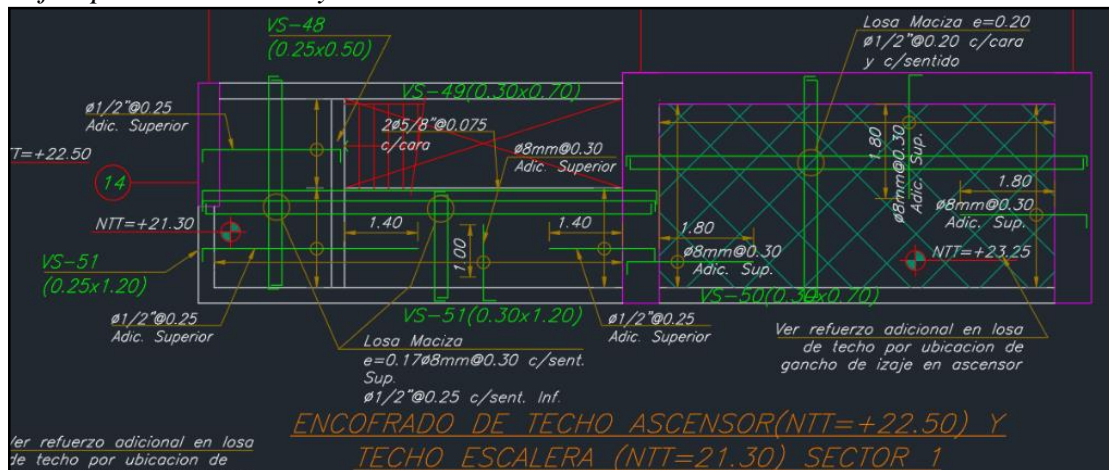 VS-48
(0.25x0.50)
Losa Maciza e=0.20
ø1/2"@0.20 c/cara
y c/sentido
VS-49(0.30x0.70)
ø1/2"@0.25
Adic. Superior
2ø5/8"@0.075
c/cara
ø8mm@0.30
Adic. Superior
T=+22.50
14
1.80
ø8mm@0.30
Adic. Sup.
1.80
ø8mm@0.30
Adic. Sup.
NTT=+21.30
1.40
1.00
1.40
1.80
ø8mm@0.30
Adic. Sup.
NTT=+23.25
VS-51
(0.25x1.20)
VS-50(0.30x0.70)
ø1/2"@0.25
Adic. Superior
VS-51(0.30x1.20)
ø1/2"@0.25
Adic. Superior
Losa Maciza
e=0.17ø8mm@0.30 c/sent.
Sup.
ø1/2"@0.25 c/sent. Inf.
Ver refuerzo adicional en losa
de techo por ubicacion de
gancho de izaje en ascensor
ENCOFRADO DE TECHO ASCENSOR(NTT=+22.50) Y
TECHO ESCALERA (NTT=21.30) SECTOR 1
Ver refuerzo adicional en losa
de techo por ubicacion de